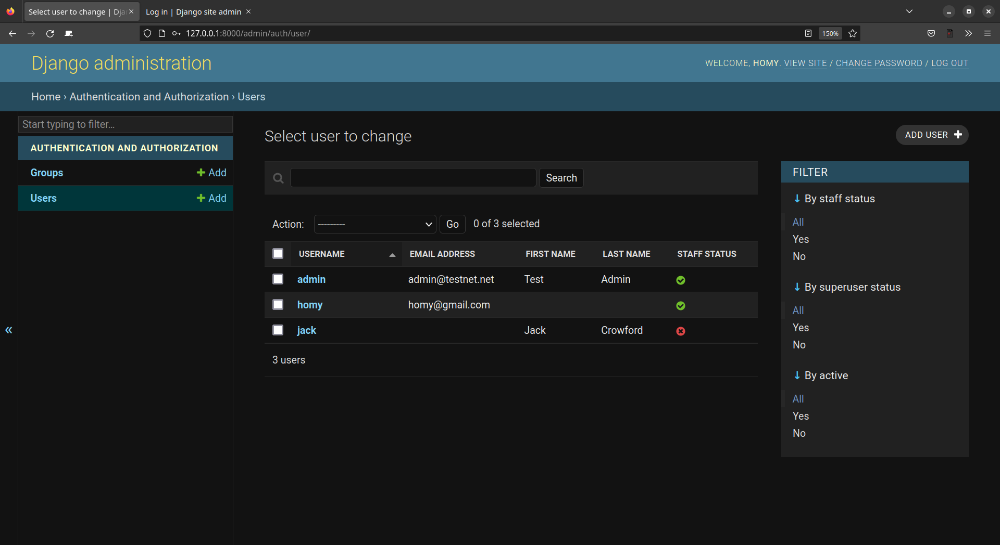 Select user to change | Dja
Log in | Django site admin
127.0.0.1:8000/admin/auth/user/
150%
Django administration
WELCOME, HOMY. VIEW SITE / CHANGE PASSWORD / LOG OUT
Home › Authentication and Authorization › Users
Start typing to filter...
AUTHENTICATION AND AUTHORIZATION
Groups Add
Users Add
«
Select user to change
ADD USER
Search
Action: --------- Go 0 of 3 selected
USERNAME EMAIL ADDRESS FIRST NAME LAST NAME STAFF STATUS
admin admin@testnet.net Test Admin
homy homy@gmail.com
jack Jack Crowford
3 users
FILTER
↓ By staff status
All
Yes
No
↓ By superuser status
All
Yes
No
↓ By active
All
Yes
No